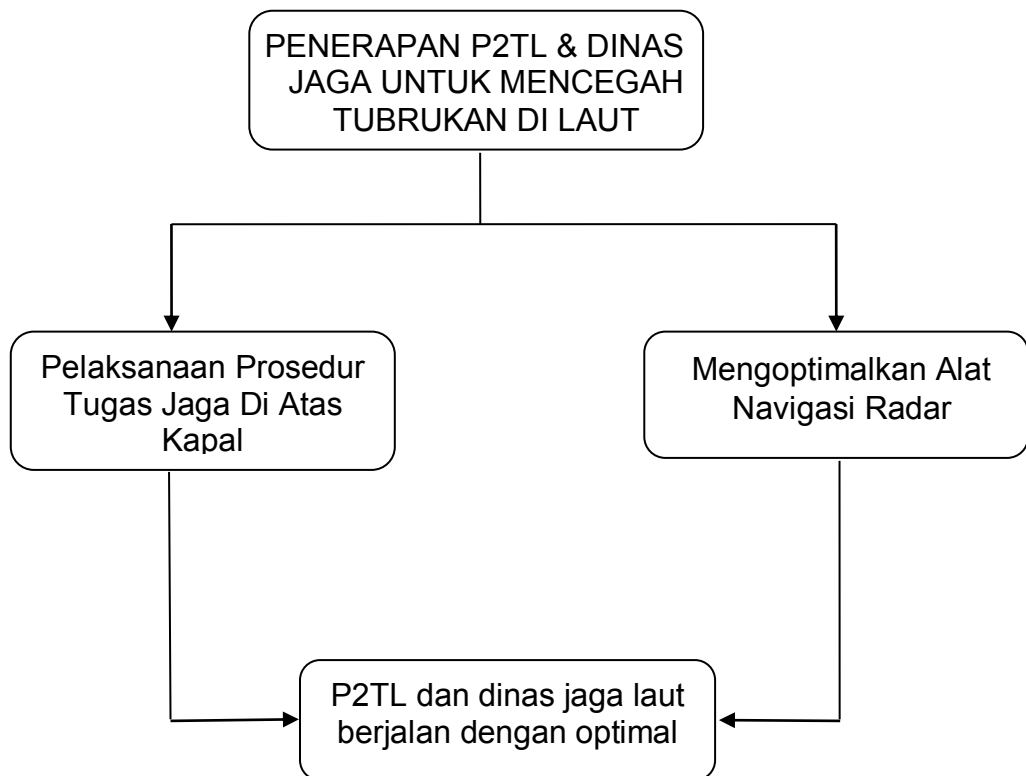 PENERAPAN P2TL & DINAS
JAGA UNTUK MENCEGAH
TUBRUKAN DI LAUT
Pelaksanaan Prosedur
Tugas Jaga Di Atas
Kapal
Mengoptimalkan Alat
Navigasi Radar
P2TL dan dinas jaga laut
berjalan dengan optimal